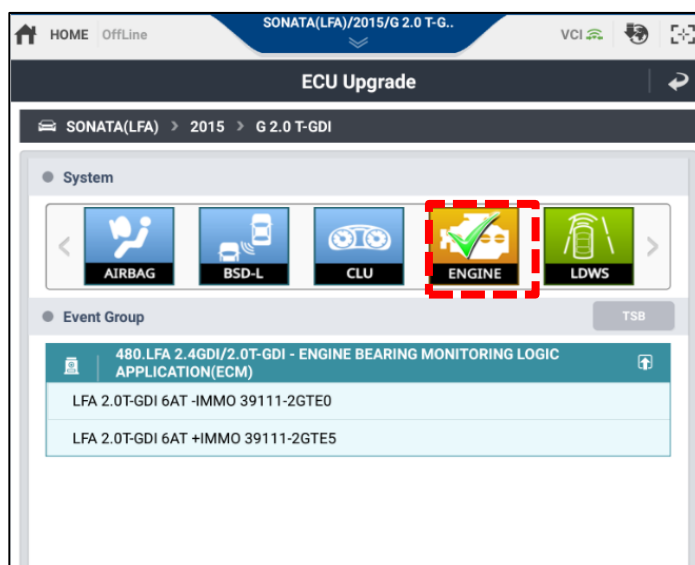 HOME OffLine SONATA(LFA)/2015/G 2.0 T-G.. VCI
ECU Upgrade
SONATA(LFA) > 2015 > G 2.0 T-GDI
System
AIRBAG BSD-L CLU ENGINE LDWS
Event Group TSB
480.LFA 2.4GDI/2.0T-GDI - ENGINE BEARING MONITORING LOGIC
APPLICATION(ECM)
LFA 2.0T-GDI 6AT -IMMO 39111-2GTE0
LFA 2.0T-GDI 6AT +IMMO 39111-2GTE5